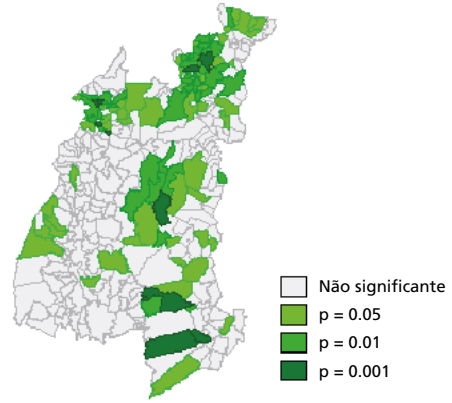 Não significante
p = 0.05
p = 0.01
p = 0.001